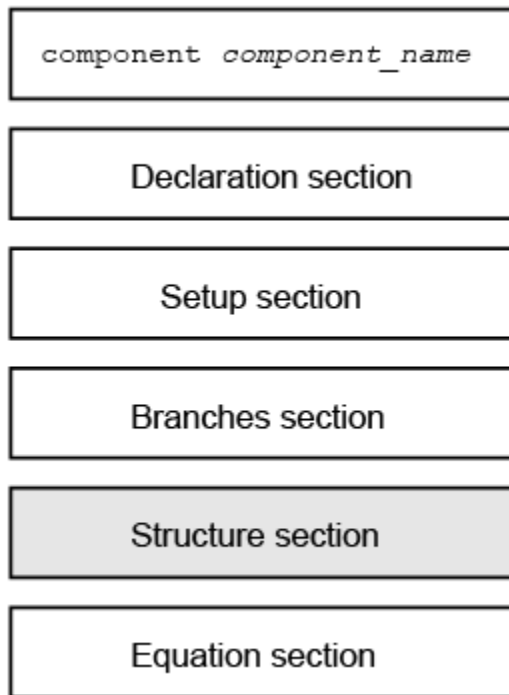 component component_name
Declaration section
Setup section
Branches section
Structure section
Equation section